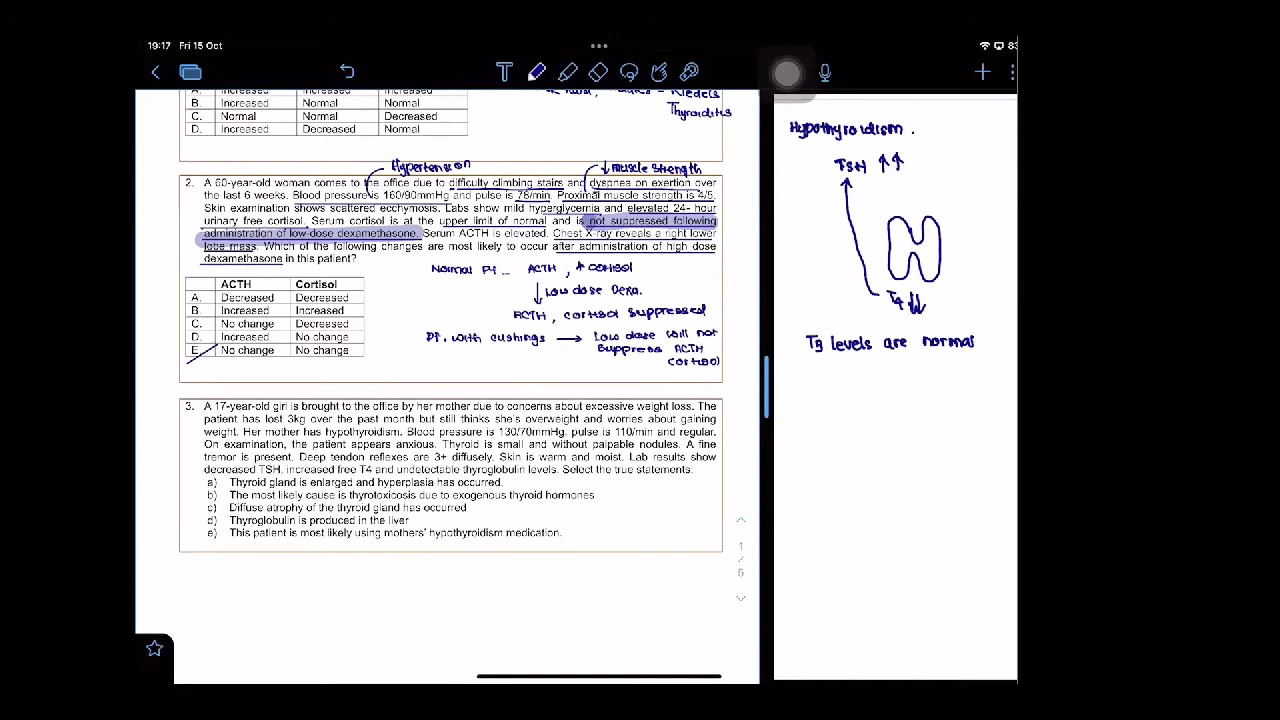 19:17 Fri 15 Oct
83
A. Increased Increased Increased
B. Increased Normal Normal
C. Normal Normal Decreased
D. Increased Decreased Normal
Riedels
Thyroiditis
Hypertension
↓ muscle strength
2. A 60-year-old woman comes to the office due to difficulty climbing stairs and dyspnea on exertion over
the last 6 weeks. Blood pressure is 160/90mmHg and pulse is 78/min. Proximal muscle strength is 4/5.
Skin examination shows scattered ecchymosis. Labs show mild hyperglycemia and elevated 24- hour
urinary free cortisol. Serum cortisol is at the upper limit of normal and is not suppressed following
administration of low-dose dexamethasone. Serum ACTH is elevated. Chest X-ray reveals a right lower
lobe mass. Which of the following changes are most likely to occur after administration of high dose
dexamethasone in this patient?
ACTH Cortisol
A. Decreased Decreased
B. Increased Increased
C. No change Decreased
D. Increased No change
E. No change No change
Normal Pt - ACTH, ↑ cortisol
↓ Low dose Dexa.
ACTH, cortisol suppressed
Pt. with cushings → Low dose will not
suppress ACTH
cortisol
3. A 17-year-old girl is brought to the office by her mother due to concerns about excessive weight loss. The
patient has lost 3kg over the past month but still thinks she's overweight and worries about gaining
weight. Her mother has hypothyroidism. Blood pressure is 130/70mmHg, pulse is 110/min and regular.
On examination, the patient appears anxious. Thyroid is small and without palpable nodules. A fine
tremor is present. Deep tendon reflexes are 3+ diffusely. Skin is warm and moist. Lab results show
decreased TSH, increased free T4 and undetectable thyroglobulin levels. Select the true statements.
a) Thyroid gland is enlarged and hyperplasia has occurred.
b) The most likely cause is thyrotoxicosis due to exogenous thyroid hormones
c) Diffuse atrophy of the thyroid gland has occurred
d) Thyroglobulin is produced in the liver
e) This patient is most likely using mothers' hypothyroidism medication.
1
/
5
Hypothyroidism.
TSH ↑↑
T4 ↓↓
T3 levels are normal